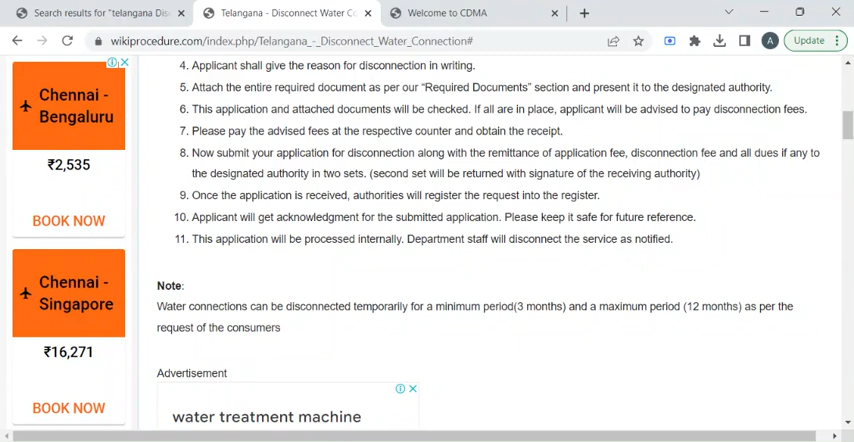 Search results for "telangana Dis
Telangana - Disconnect Water Co
Welcome to CDMA
wikiprocedure.com/index.php/Telangana_-_Disconnect_Water_Connection#
A
Update
Chennai -
Bengaluru
₹2,535
BOOK NOW
Chennai -
Singapore
₹16,271
BOOK NOW
4. Applicant shall give the reason for disconnection in writing.
5. Attach the entire required document as per our “Required Documents” section and present it to the designated authority.
6. This application and attached documents will be checked. If all are in place, applicant will be advised to pay disconnection fees.
7. Please pay the advised fees at the respective counter and obtain the receipt.
8. Now submit your application for disconnection along with the remittance of application fee, disconnection fee and all dues if any to
the designated authority in two sets. (second set will be returned with signature of the receiving authority)
9. Once the application is received, authorities will register the request into the register.
10. Applicant will get acknowledgment for the submitted application. Please keep it safe for future reference.
11. This application will be processed internally. Department staff will disconnect the service as notified.
Note:
Water connections can be disconnected temporarily for a minimum period(3 months) and a maximum period (12 months) as per the
request of the consumers
Advertisement
water treatment machine